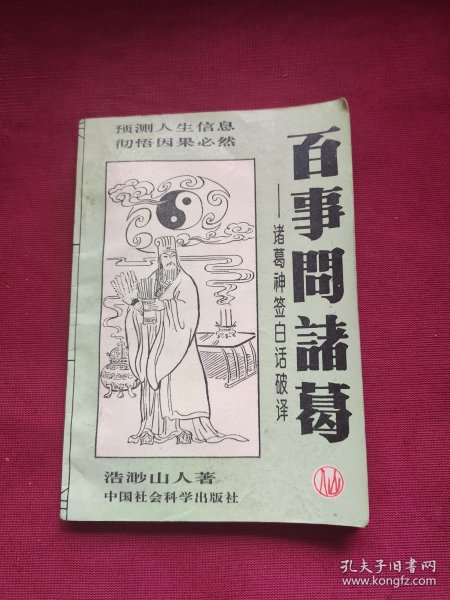 预测人生信息
彻悟因果必然
百事問諸葛
——诸葛神签白话破译
浩渺山人著
中国社会科学出版社
孔夫子旧书网
www.kongfz.com